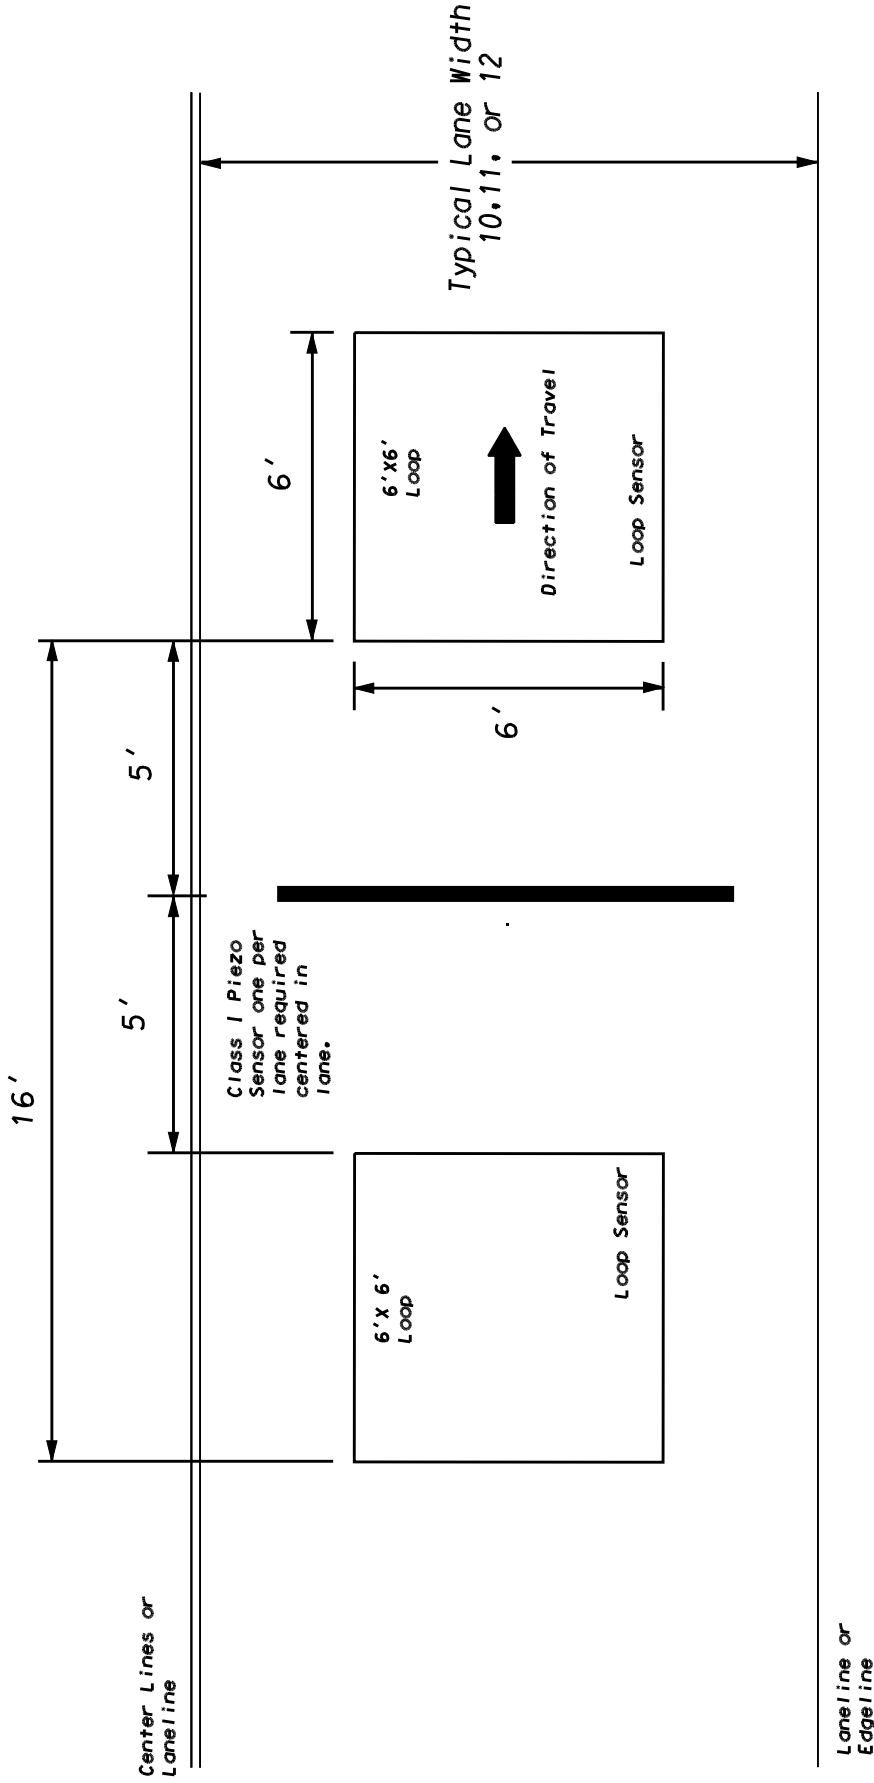 Center Lines or
Laneline
16'
5'
5'
6'
Typical Lane Width
10,11, or 12
Class I Piezo
Sensor one per
lane required
centered in
lane.
6'X 6'
Loop
Loop Sensor
6'
6'X6'
Loop
Direction of Travel
Loop Sensor
Laneline or
Edgeline